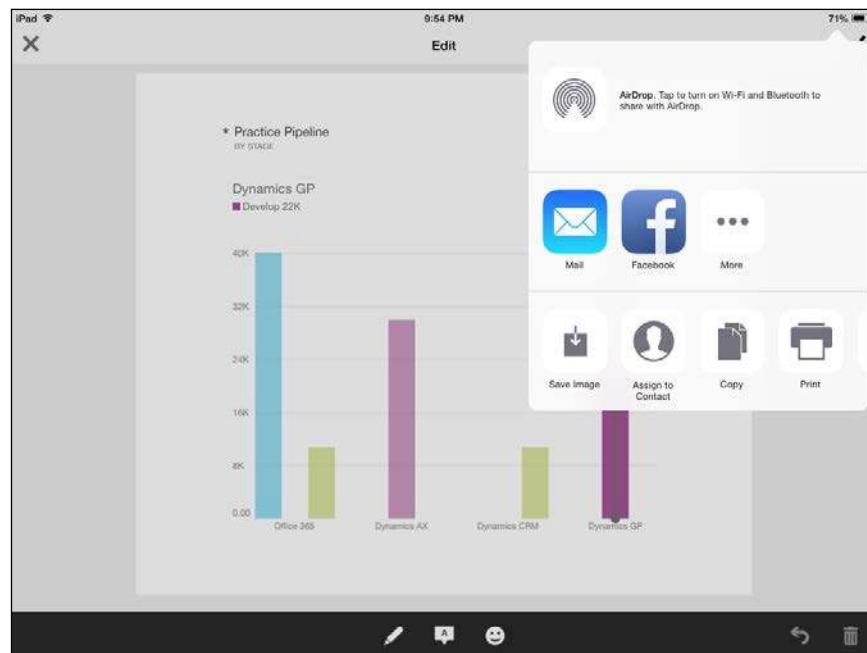 iPad 9:54 PM 71%
Edit
AirDrop. Tap to turn on Wi-Fi and Bluetooth to
share with AirDrop.
* Practice Pipeline
BY STAGE
Dynamics GP
Develop 22K
Mail Facebook More
40K
32K
24K
16K
8K
0.00
Office 365 Dynamics AX Dynamics CRM Dynamics GP
Save Image Assign to
Contact Copy Print
A